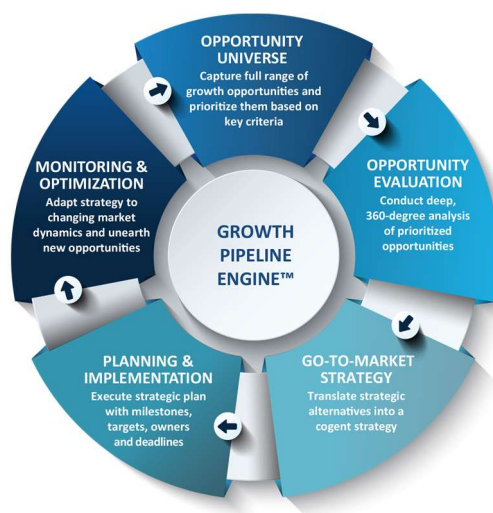 OPPORTUNITY
UNIVERSE
Capture full range of
growth opportunities and
prioritize them based on
key criteria
OPPORTUNITY
EVALUATION
Conduct deep,
360-degree analysis
of prioritized
opportunities
GO-TO-MARKET
STRATEGY
Translate strategic
alternatives into a
cogent strategy
PLANNING &
IMPLEMENTATION
Execute strategic plan
with milestones,
targets, owners
and deadlines
MONITORING &
OPTIMIZATION
Adapt strategy to
changing market
dynamics and unearth
new opportunities
GROWTH
PIPELINE
ENGINE™